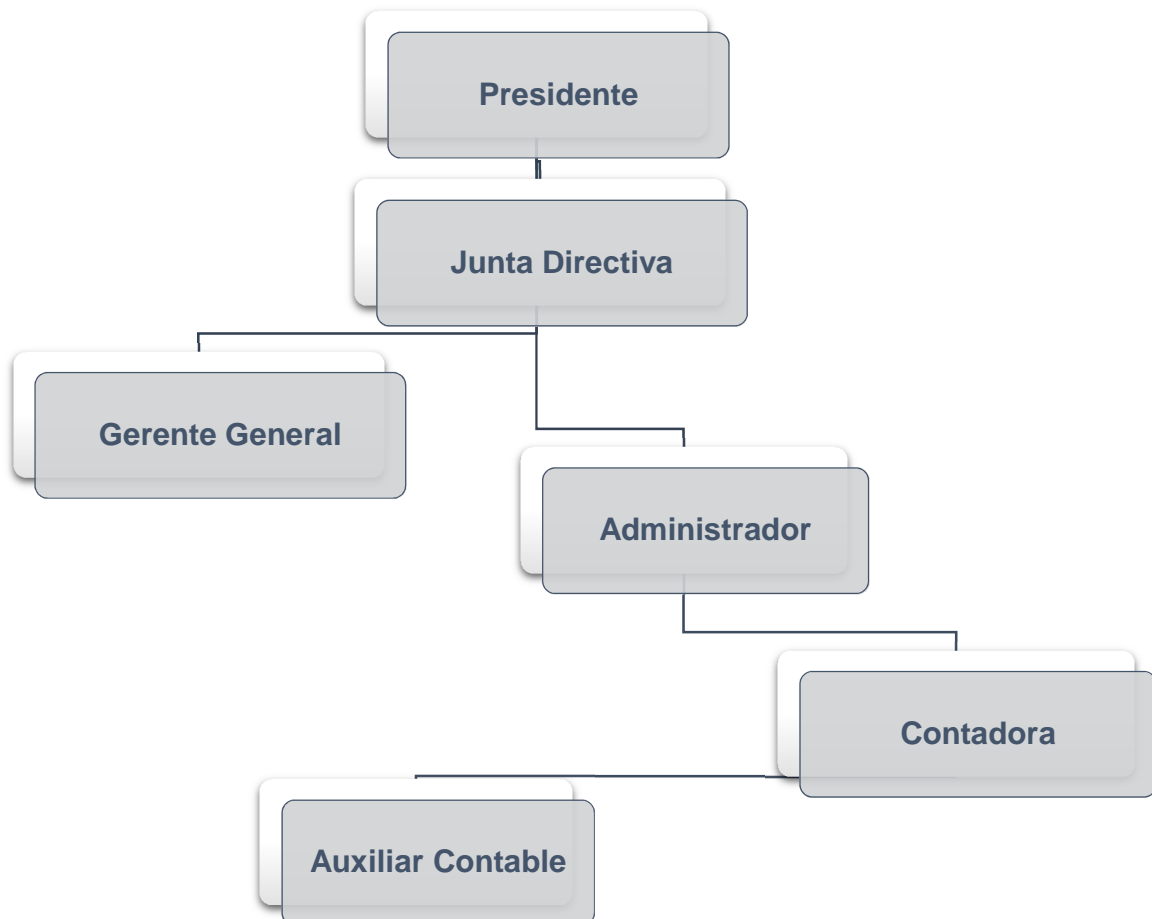 Presidente
Junta Directiva
Gerente General
Administrador
Contadora
Auxiliar Contable